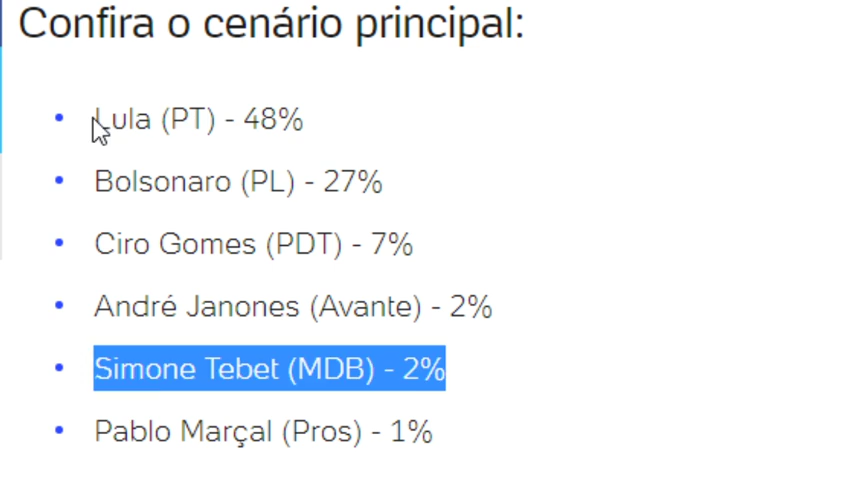 Confira o cenário principal:
• Lula (PT) - 48%
• Bolsonaro (PL) - 27%
• Ciro Gomes (PDT) - 7%
• André Janones (Avante) - 2%
• Simone Tebet (MDB) - 2%
• Pablo Marçal (Pros) - 1%